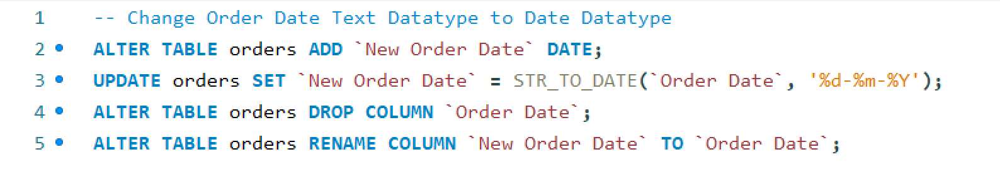 1 -- Change Order Date Text Datatype to Date Datatype
2 ALTER TABLE orders ADD `New Order Date` DATE;
3 UPDATE orders SET `New Order Date` = STR_TO_DATE(`Order Date`, '%d-%m-%Y');
4 ALTER TABLE orders DROP COLUMN `Order Date`;
5 ALTER TABLE orders RENAME COLUMN `New Order Date` TO `Order Date`;